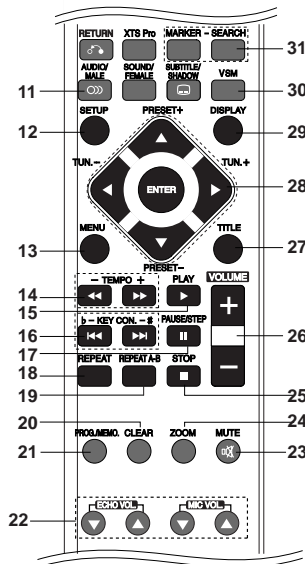 RETURN XTS Pro MARKER - SEARCH
31
AUDIO/ MALE SOUND/ FEMALE SUBTITLE/ SHADOW VSM
11 30
SETUP PRESET+ DISPLAY
12 29
TUN.- TUN.+
ENTER 28
MENU TITLE
13 27
PRESET-
- TEMPO + PLAY VOLUME
14
15
♭ - KEY CON. - # PAUSE/STEP
16 + 26
17 -
REPEAT REPEAT A-B STOP
18
19 25
20 24
PROG./MEMO. CLEAR ZOOM MUTE
21 23
ECHO VOL. MIC VOL.
22